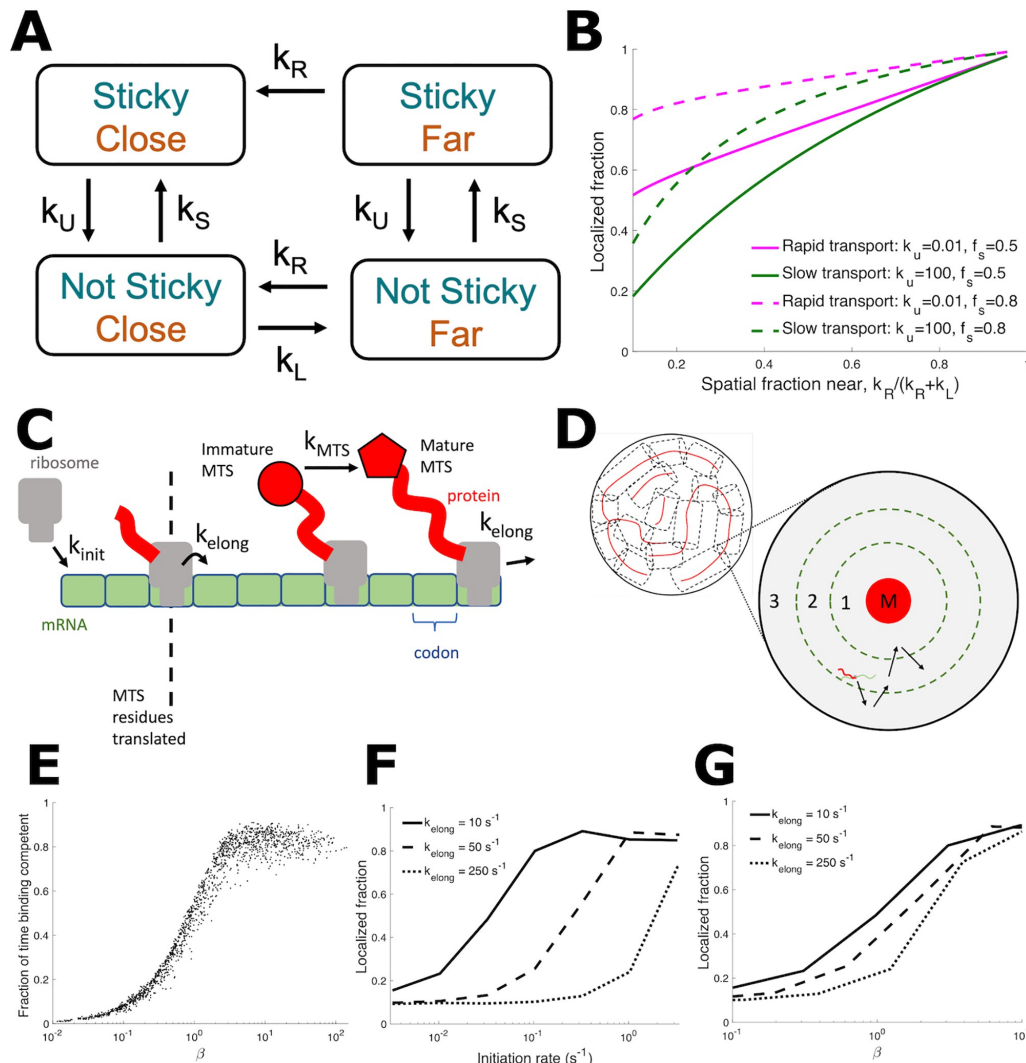 A
Sticky
Close
k_R
Sticky
Far
k_U
k_S
k_U
k_S
Not Sticky
Close
k_R
k_L
Not Sticky
Far
B
Localized fraction
1
0.8
0.6
0.4
0.2
0
0.2
0.4
0.6
0.8
1
Rapid transport: k_u=0.01, f_s=0.5
Slow transport: k_u=100, f_s=0.5
Rapid transport: k_u=0.01, f_s=0.8
Slow transport: k_u=100, f_s=0.8
Spatial fraction near, k_R/(k_R+k_L)
C
ribosome
k_init
k_elong
Immature
MTS
k_MTS
Mature
MTS
protein
k_elong
mRNA
codon
MTS
residues
translated
D
3
2
1
M
E
Fraction of time binding competent
1
0.8
0.6
0.4
0.2
0
10^-2
10^-1
10^0
10^1
10^2
β
F
Localized fraction
1
0.8
0.6
0.4
0.2
0
k_elong = 10 s^-1
k_elong = 50 s^-1
k_elong = 250 s^-1
10^-2
10^-1
10^0
Initiation rate (s^-1)
G
Localized fraction
1
0.8
0.6
0.4
0.2
0
k_elong = 10 s^-1
k_elong = 50 s^-1
k_elong = 250 s^-1
10^-1
10^0
β